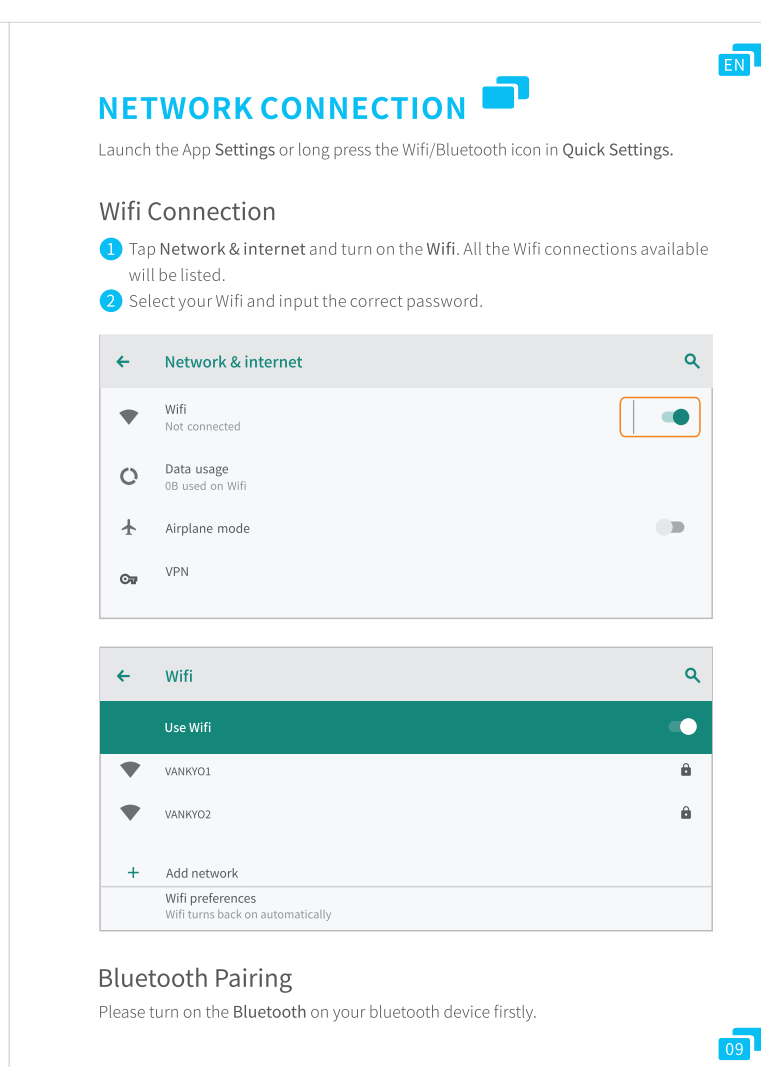 EN
NETWORK CONNECTION
Launch the App Settings or long press the Wifi/Bluetooth icon in Quick Settings.
Wifi Connection
1 Tap Network & internet and turn on the Wifi. All the Wifi connections available
will be listed.
2 Select your Wifi and input the correct password.
Network & internet
Wifi
Not connected
Data usage
0B used on Wifi
Airplane mode
VPN
Wifi
Use Wifi
VANKYO1
VANKYO2
Add network
Wifi preferences
Wifi turns back on automatically
Bluetooth Pairing
Please turn on the Bluetooth on your bluetooth device firstly.
09